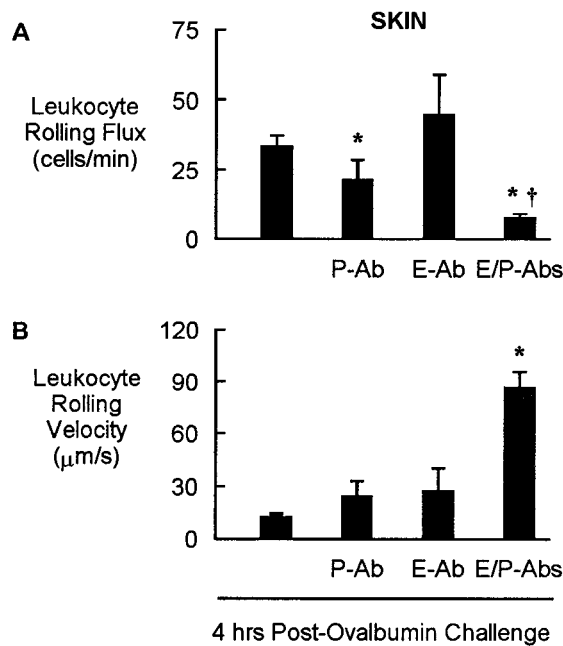 SKIN
A
Leukocyte
Rolling Flux
(cells/min)
75
50
25
0
*
* †
P-Ab E-Ab E/P-Abs
B
Leukocyte
Rolling
Velocity
(μm/s)
120
90
60
30
0
*
P-Ab E-Ab E/P-Abs
4 hrs Post-Ovalbumin Challenge